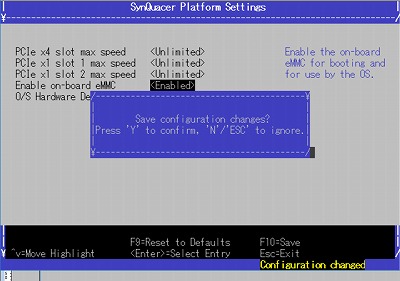 SynQuacer Platform Settings
PCIe x4 slot max speed <Unlimited> Enable the on-board
PCIe x1 slot 1 max speed <Unlimited> eMMC for booting and
PCIe x1 slot 2 max speed <Unlimited> for use by the OS.
Enable on-board eMMC <Enabled>
O/S Hardware De
Save configuration changes?
Press 'Y' to confirm, 'N'/'ESC' to ignore.
F9=Reset to Defaults F10=Save
^v=Move Highlight <Enter>=Select Entry Esc=Exit
Configuration changed